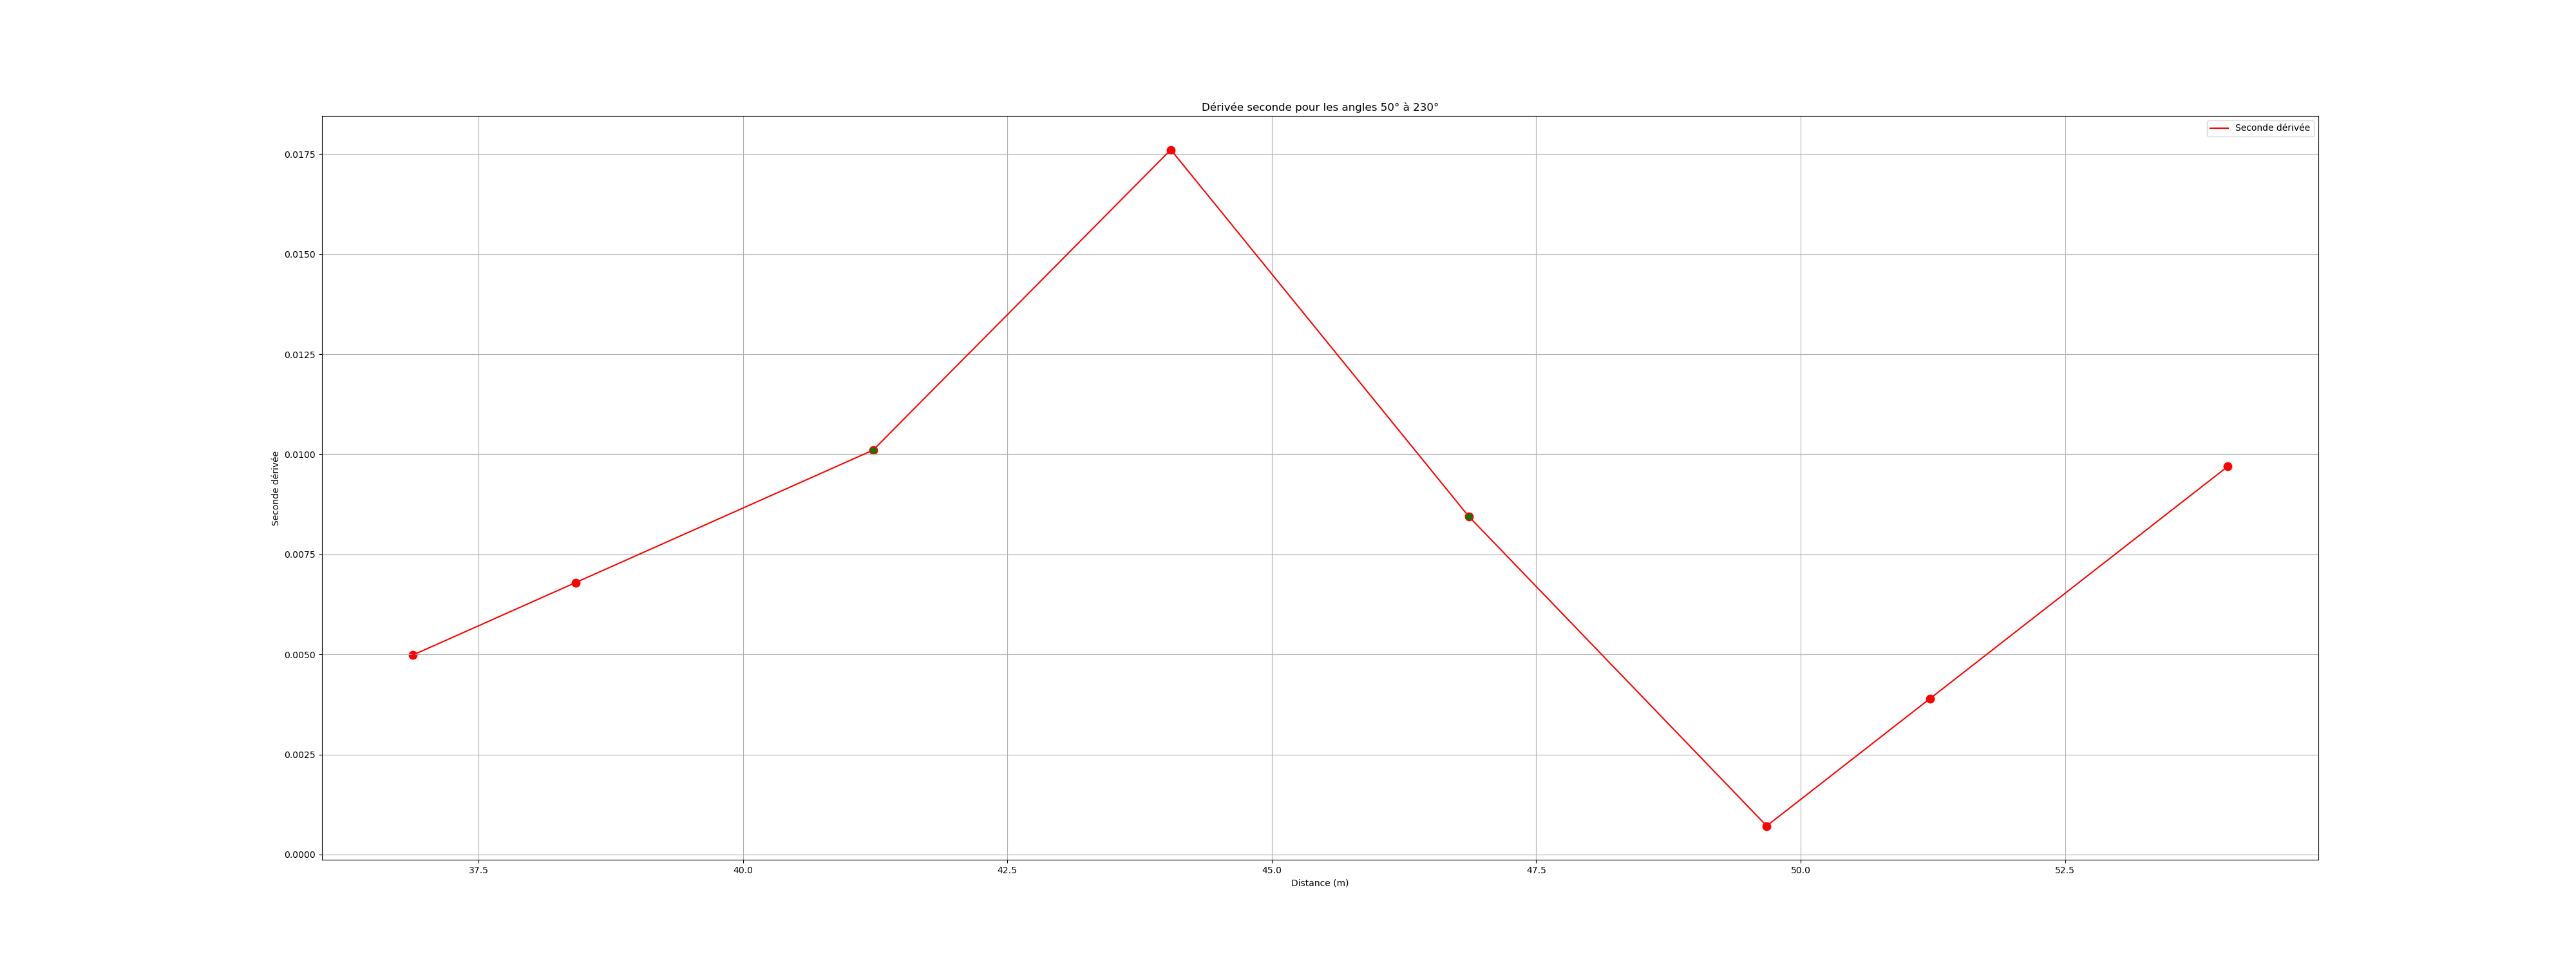 Dérivée seconde pour les angles 50° à 230°
Seconde dérivée
0.0175
0.0150
0.0125
0.0100
0.0075
0.0050
0.0025
0.0000
Seconde dérivée
37.5 40.0 42.5 45.0 47.5 50.0 52.5
Distance (m)